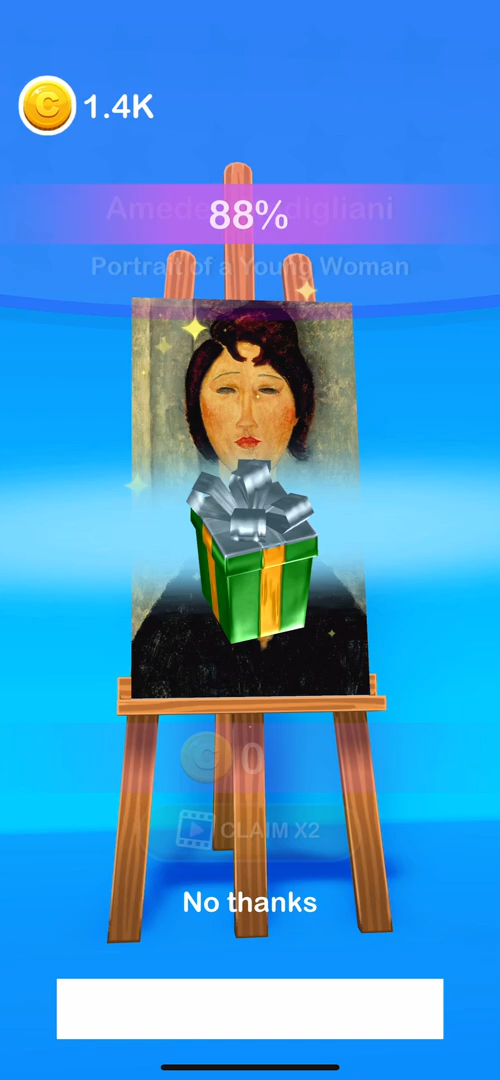 C 1.4K
88%
Portrait of a Young Woman
C 0
CLAIM X2
No thanks